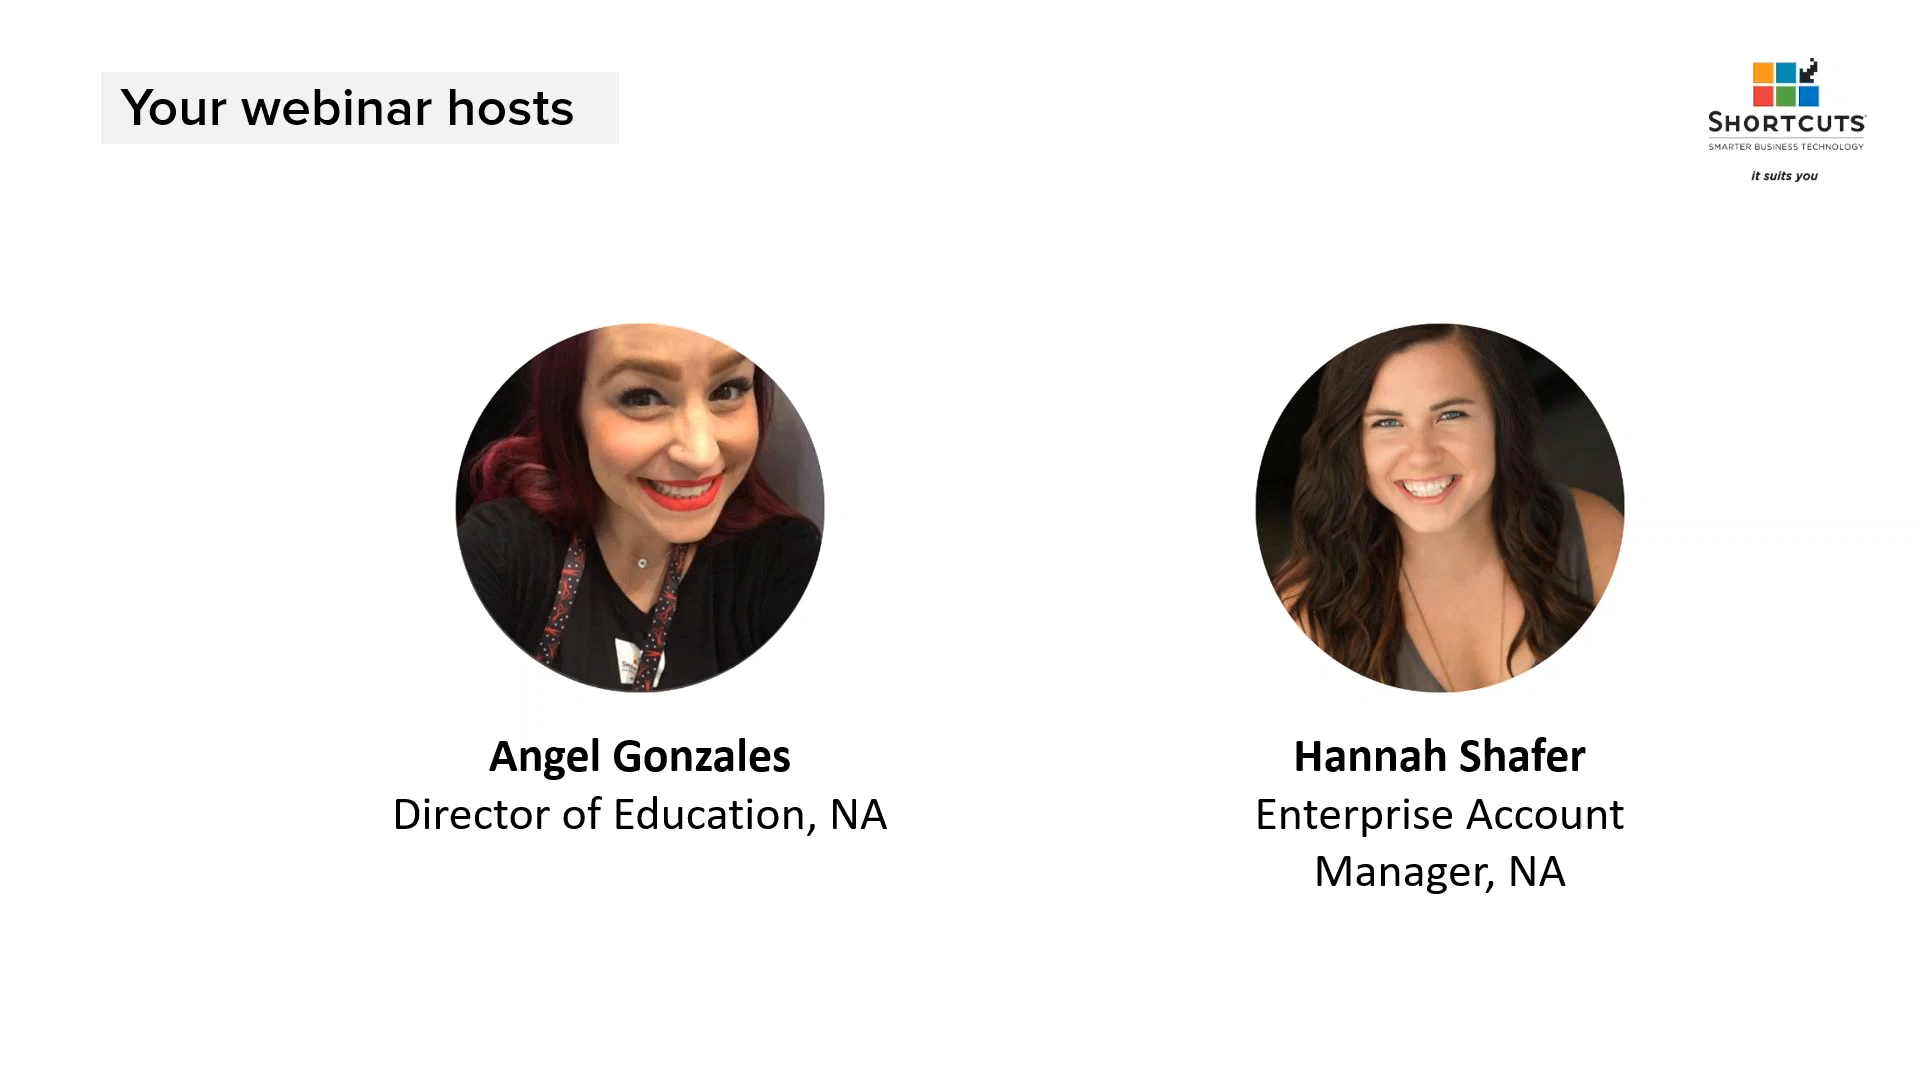 Your webinar hosts
SHORTCUTS
SMARTER BUSINESS TECHNOLOGY
it suits you
Angel Gonzales
Director of Education, NA
Hannah Shafer
Enterprise Account
Manager, NA